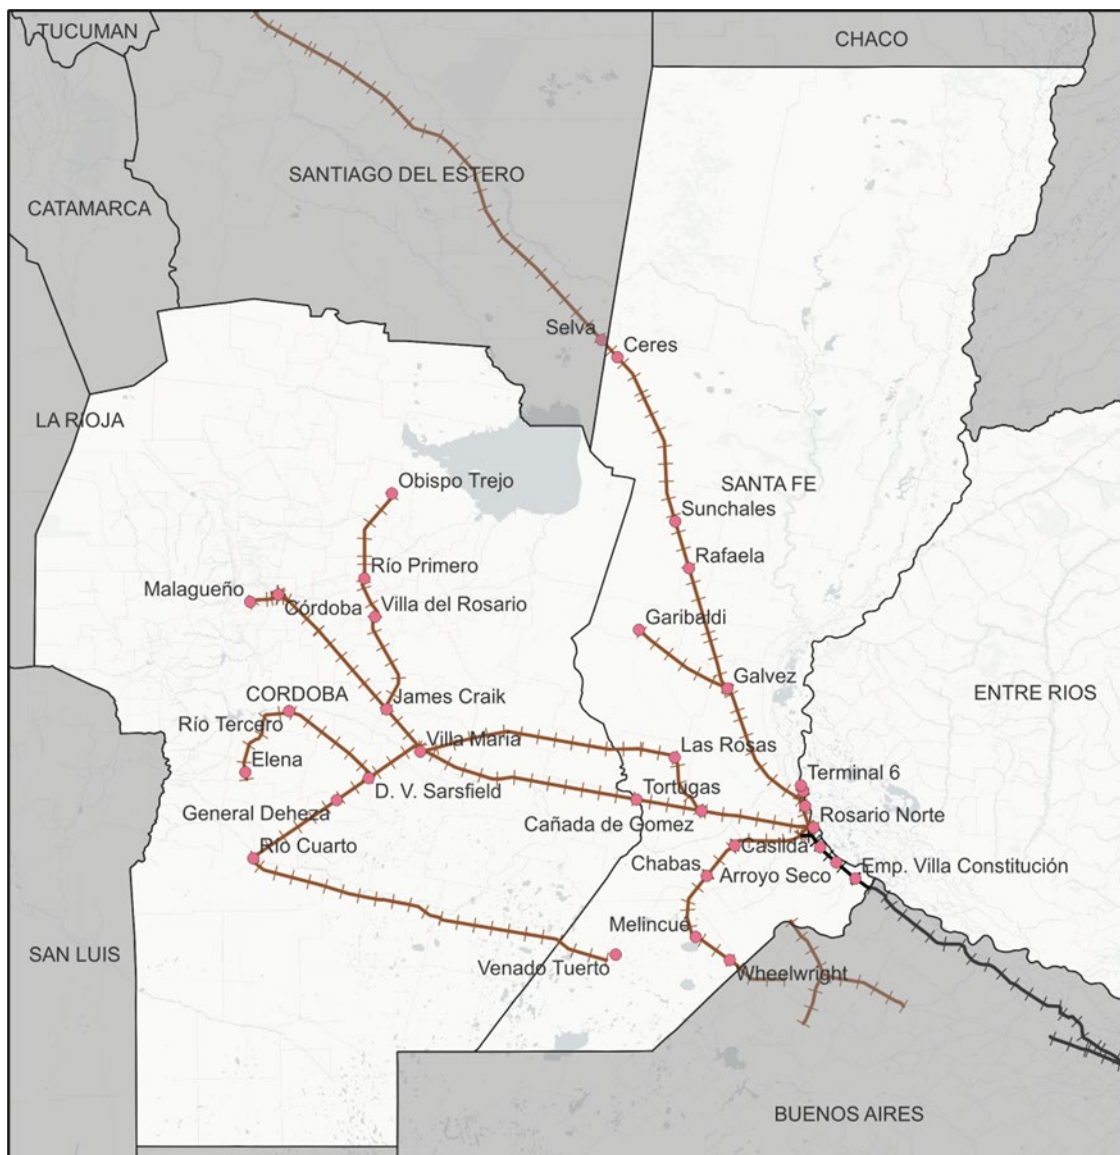 TUCUMAN
CHACO
SANTIAGO DEL ESTERO
CATAMARCA
Selva
Ceres
LA RIOJA
Obispo Trejo
SANTA FE
Sunchales
Rafaela
Río Primero
Malagueño
Córdoba
Villa del Rosario
Garibaldi
Galvez
ENTRE RIOS
CORDOBA
James Craik
Río Tercero
Villa Maria
Las Rosas
Elena
D. V. Sarsfield
Terminal 6
Tortugas
General Deheza
Cañada de Gomez
Rosario Norte
Río Cuarto
Casilda
Chabas
Arroyo Seco
Emp. Villa Constitución
Melincué
SAN LUIS
Venado Tuerto
Wheelwright
BUENOS AIRES